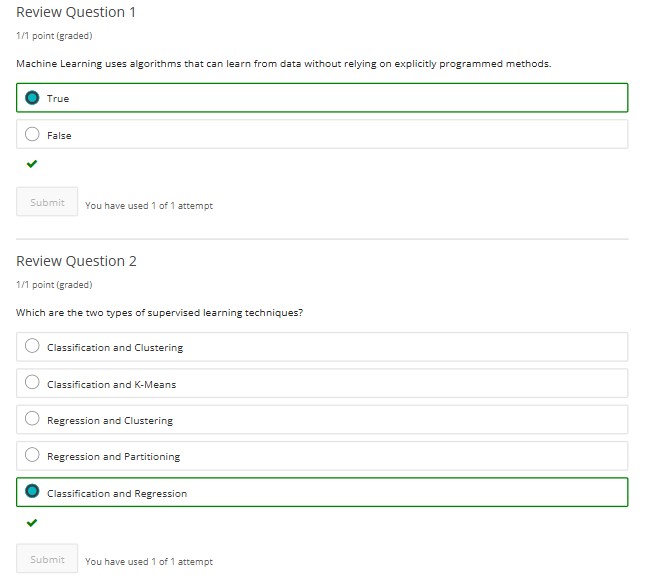 Review Question 1
1/1 point (graded)
Machine Learning uses algorithms that can learn from data without relying on explicitly programmed methods.
True
False
Submit
You have used 1 of 1 attempt
Review Question 2
1/1 point (graded)
Which are the two types of supervised learning techniques?
Classification and Clustering
Classification and K-Means
Regression and Clustering
Regression and Partitioning
Classification and Regression
Submit
You have used 1 of 1 attempt